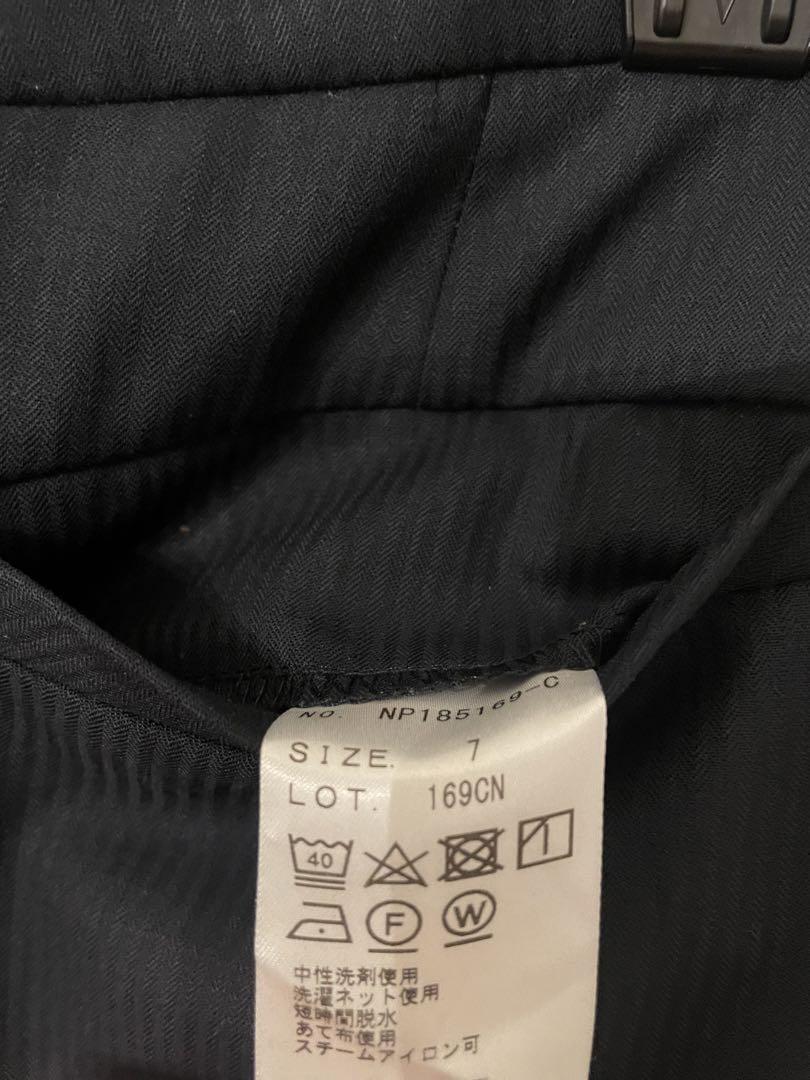 NO. NP185169-C
SIZE. 7
LOT. 169CN
40
F W
中性洗剤使用
洗濯ネット使用
短時間脱水
あて布使用
スチームアイロン可